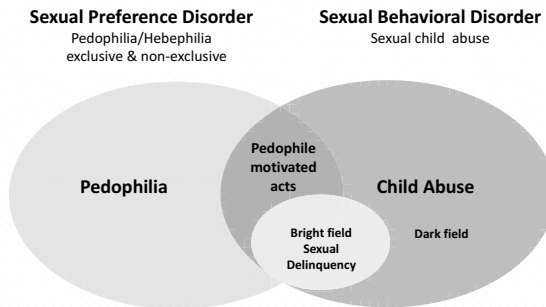 Sexual Preference Disorder
Pedophilia/Hebephilia
exclusive & non-exclusive
Sexual Behavioral Disorder
Sexual child abuse
Pedophilia
Pedophile
motivated
acts
Child Abuse
Bright field
Sexual
Delinquency
Dark field